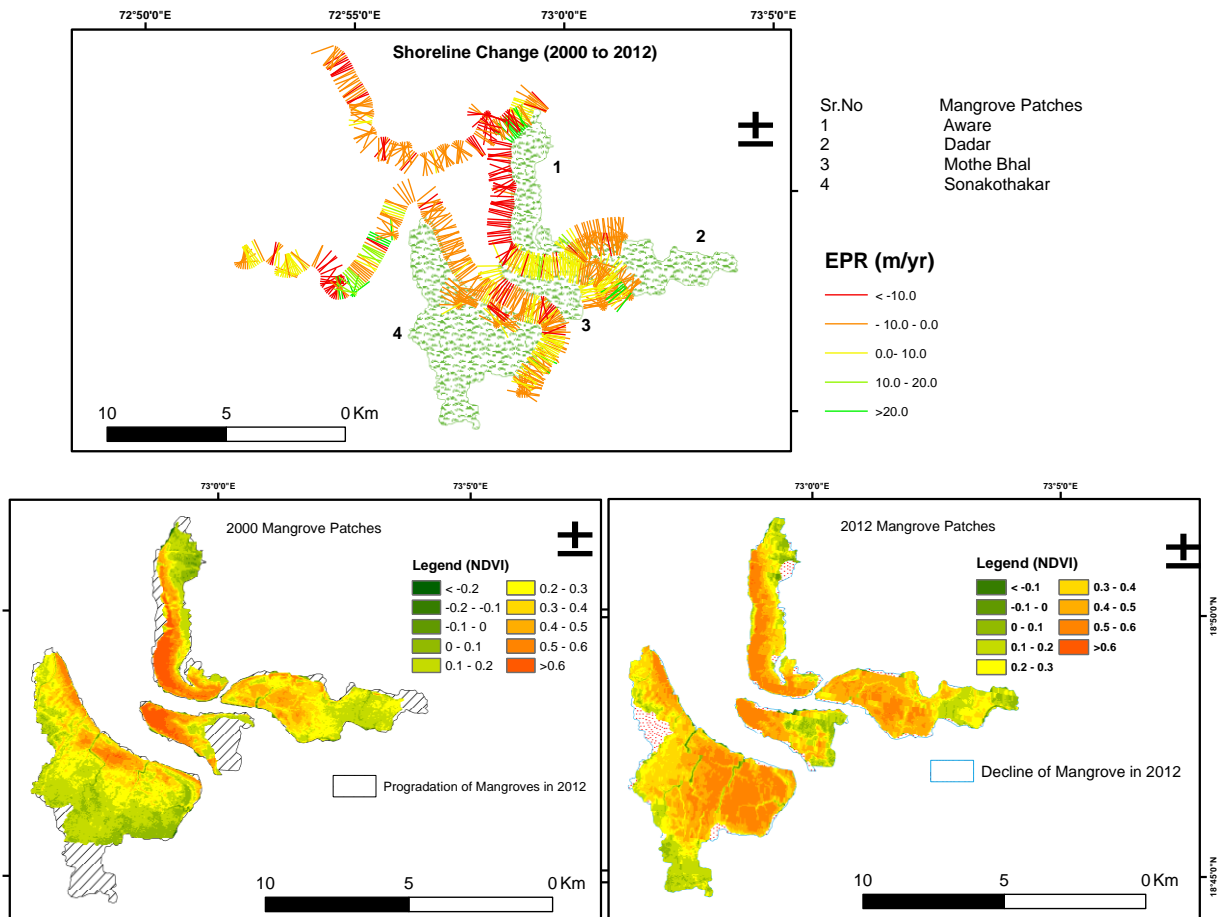 72°50'0"E 72°55'0"E 73°0'0"E 73°5'0"E
Shoreline Change (2000 to 2012)
1
2
3
4
10 5 0 Km
Sr.No Mangrove Patches
1 Aware
2 Dadar
3 Mothe Bhal
4 Sonakothakar
EPR (m/yr)
< -10.0
- 10.0 - 0.0
0.0- 10.0
10.0 - 20.0
>20.0
73°0'0"E 73°5'0"E
2000 Mangrove Patches
Legend (NDVI)
< -0.2 0.2 - 0.3
-0.2 - -0.1 0.3 - 0.4
-0.1 - 0 0.4 - 0.5
0 - 0.1 0.5 - 0.6
0.1 - 0.2 >0.6
Progradation of Mangroves in 2012
10 5 0 Km
73°0'0"E 73°5'0"E
2012 Mangrove Patches
Legend (NDVI)
< -0.1 0.3 - 0.4
-0.1 - 0 0.4 - 0.5
0 - 0.1 0.5 - 0.6
0.1 - 0.2 >0.6
0.2 - 0.3
Decline of Mangrove in 2012
10 5 0 Km
18°5'0"N
18°45'0"N